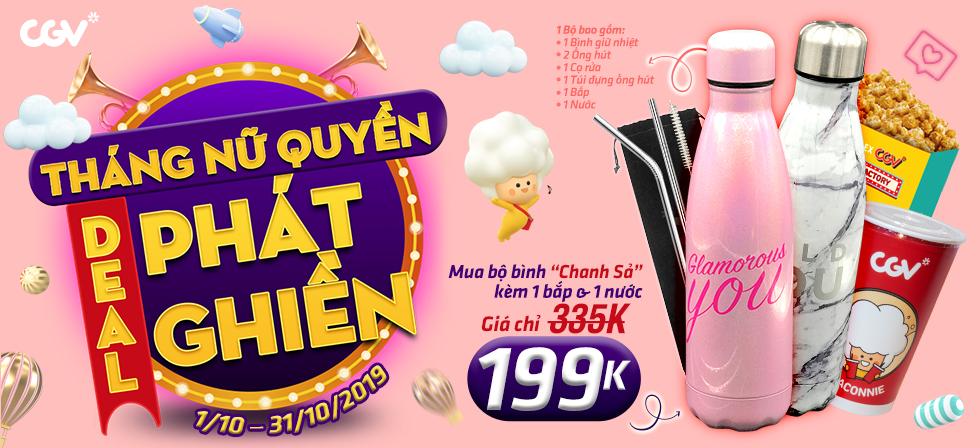 CGV*
THÁNG NỮ QUYỀN
DEAL
PHÁT
GHIỀN
1/10 – 31/10/2019
1 Bộ bao gồm:
• 1 Bình giữ nhiệt
• 2 Ống hút
• 1 Cọ rửa
• 1 Túi đựng ống hút
• 1 Bắp
• 1 Nước
Mua bộ bình “Chanh Sả”
kèm 1 bắp & 1 nước
Giá chỉ 335K
199K
Glamorous
you
CGV*
CGV*